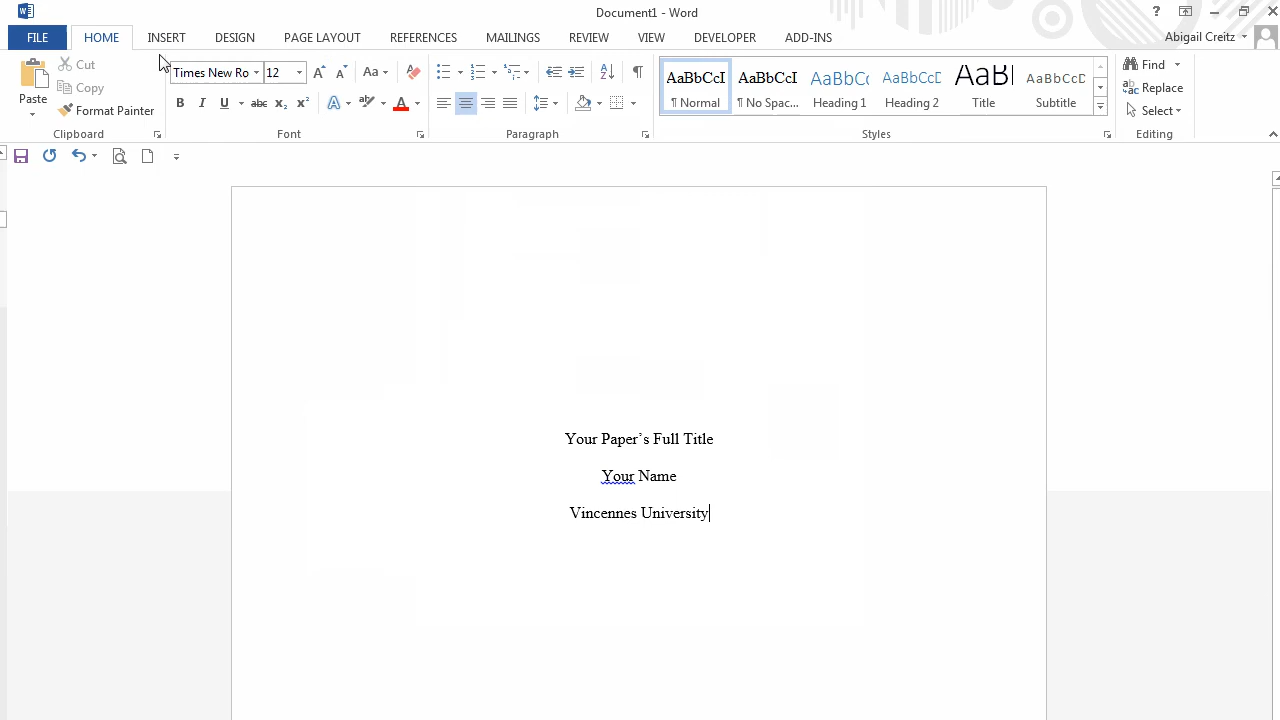 Document1 - Word
FILE HOME INSERT DESIGN PAGE LAYOUT REFERENCES MAILINGS REVIEW VIEW DEVELOPER ADD-INS Abigail Creitz
Cut
Copy
Format Painter
Paste
Clipboard
Times New Ro 12
Font
Paragraph
AaBbCcI AaBbCcI AaBbCc AaBbCcD AaBl AaBbCcD
¶ Normal ¶ No Spac... Heading 1 Heading 2 Title Subtitle
Styles
Find
Replace
Select
Editing
Your Paper’s Full Title
Your Name
Vincennes University